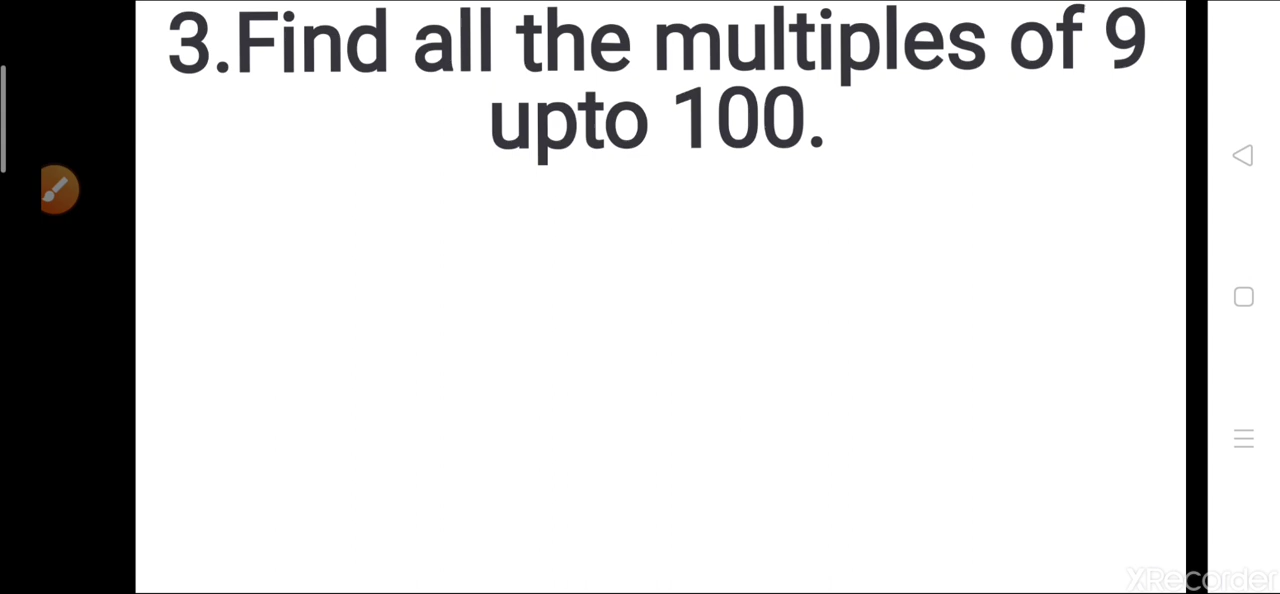 3.Find all the multiples of 9
upto 100.
XRecorder